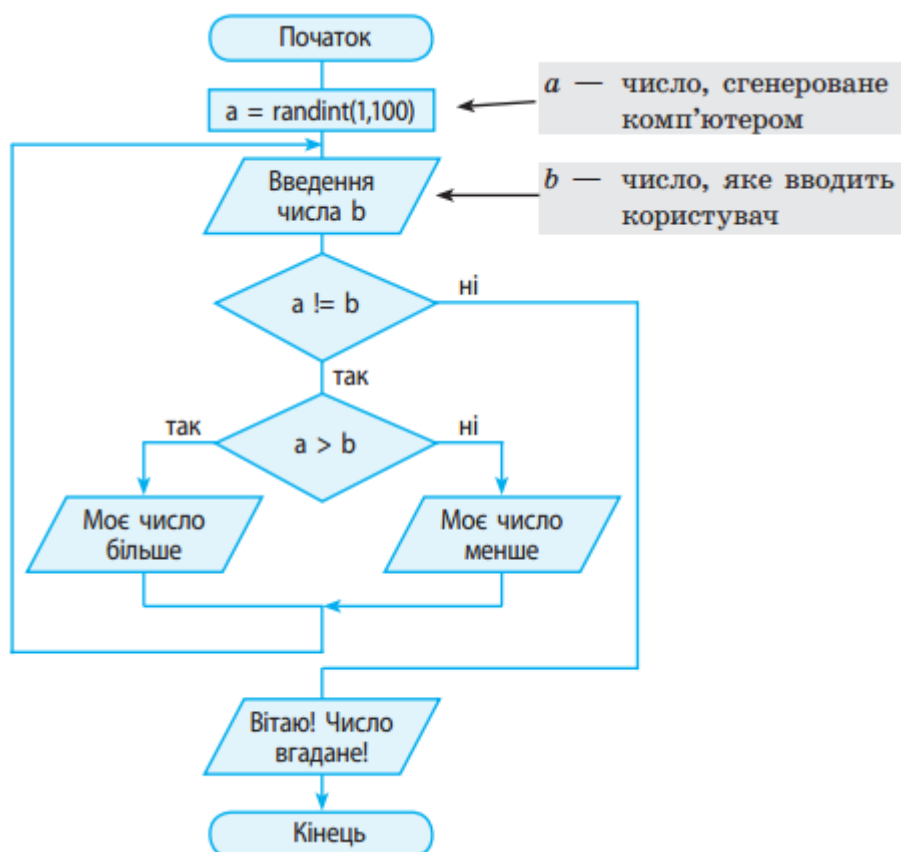 Початок
a = randint(1,100)
a — число, сгенероване
комп’ютером
Введення
числа b
b — число, яке вводить
користувач
a != b
ні
так
a > b
так
ні
Моє число
більше
Моє число
менше
Вітаю! Число
вгадане!
Кінець